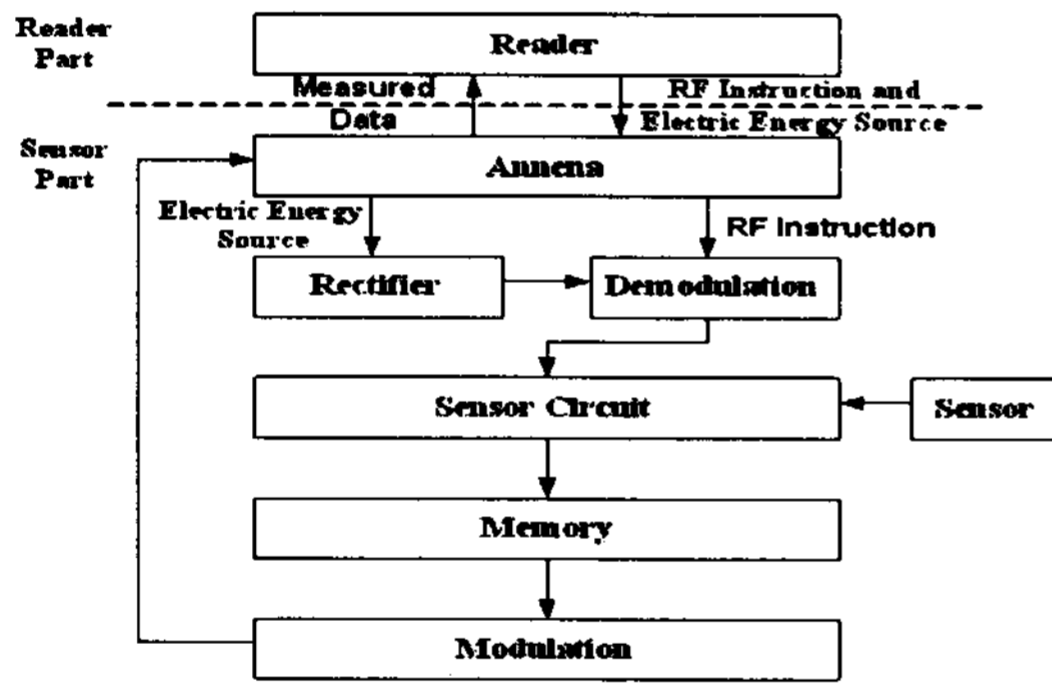 Reader
Part
Reader
Measured
Data
RF Instruction and
Electric Energy Source
Sensor
Part
Annena
Electric Energy
Source
RF Instruction
Rectifier
Demodulation
Sensor Circuit
Sensor
Memory
Modulation